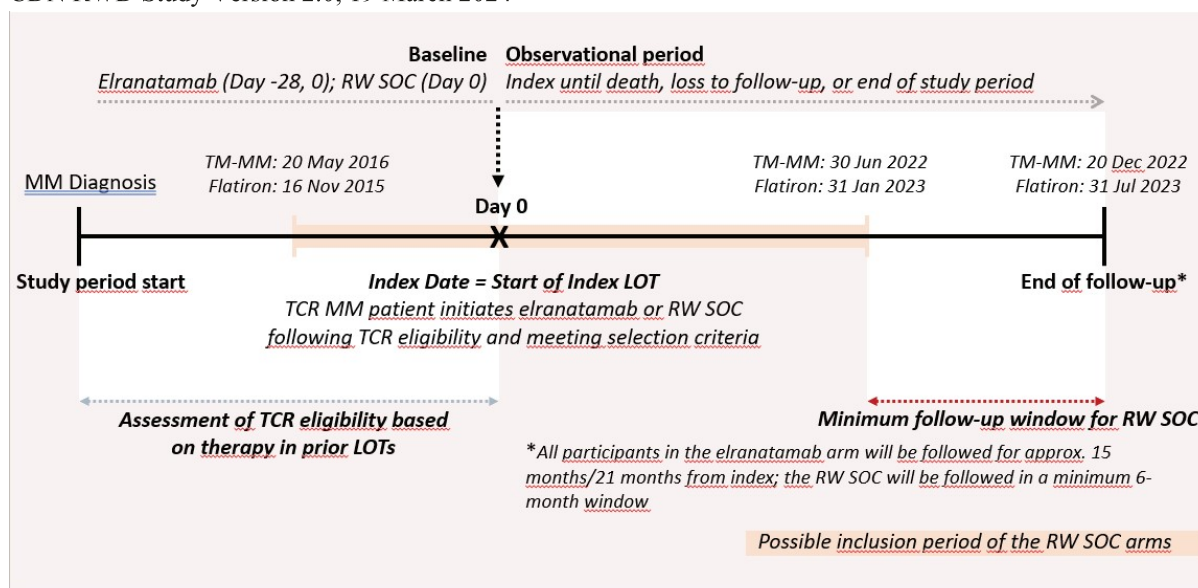 Baseline
Elranatamab (Day -28, 0); RW SOC (Day 0)
Observational period
Index until death, loss to follow-up, or end of study period
MM Diagnosis
TM-MM: 20 May 2016
Flatiron: 16 Nov 2015
Day 0
X
TM-MM: 30 Jun 2022
Flatiron: 31 Jan 2023
TM-MM: 20 Dec 2022
Flatiron: 31 Jul 2023
Study period start
Index Date = Start of Index LOT
TCR MM patient initiates elranatamab or RW SOC
following TCR eligibility and meeting selection criteria
End of follow-up*
Assessment of TCR eligibility based
on therapy in prior LOTs
Minimum follow-up window for RW SOC
*All participants in the elranatamab arm will be followed for approx. 15
months/21 months from index; the RW SOC will be followed in a minimum 6-
month window
Possible inclusion period of the RW SOC arms